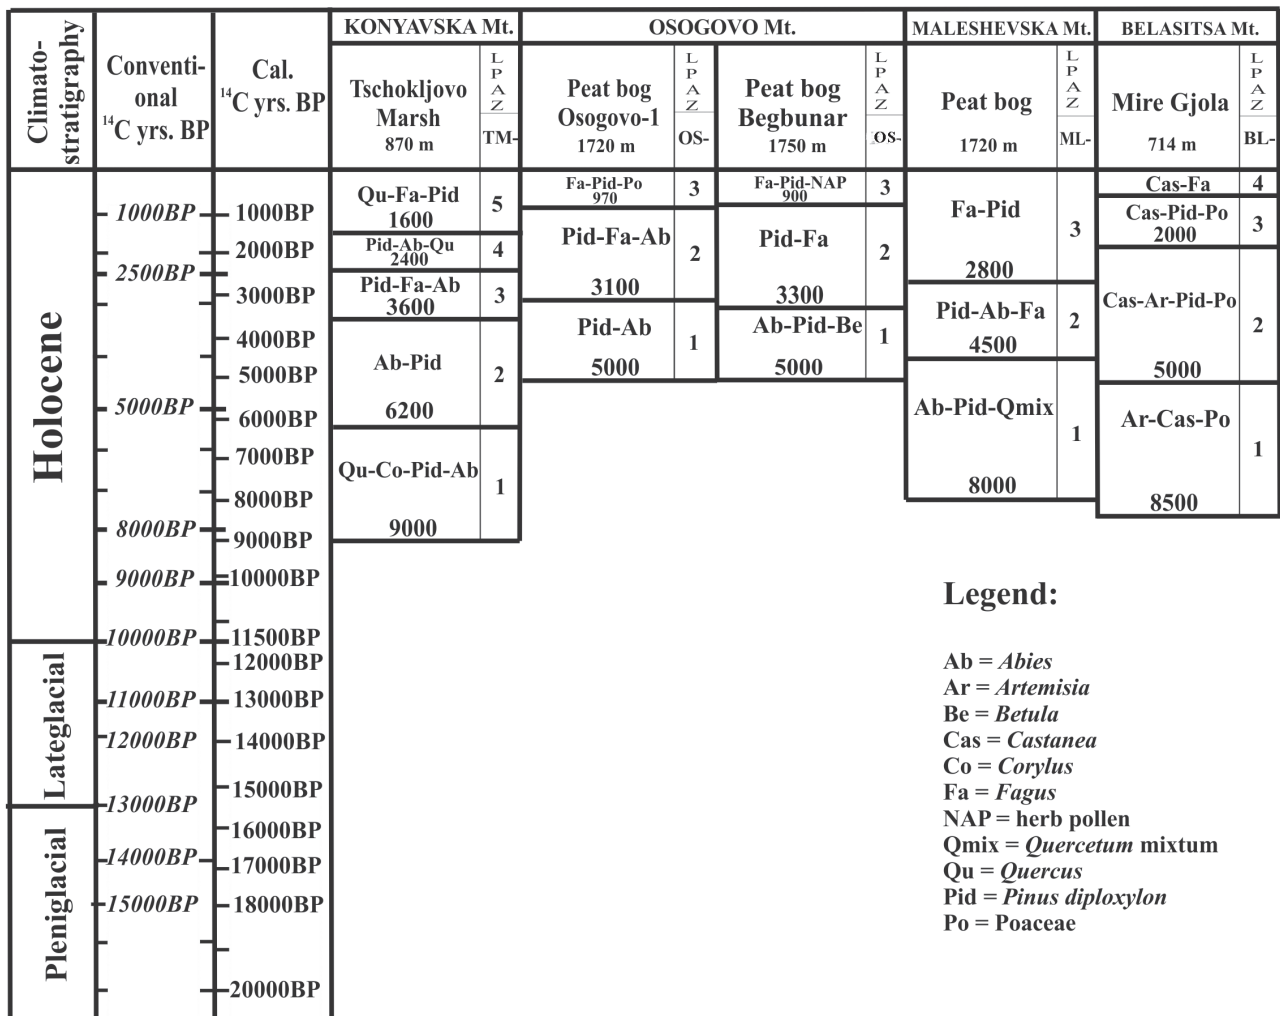 Climato-
stratigraphy
Conventi-
onal
14C yrs. BP
Cal.
14C yrs. BP
KONYAVSKA Mt.
OSOGOVO Mt.
MALESHEVSKA Mt.
BELASITSA Mt.
Tschokljovo
Marsh
870 m
L
P
A
Z
TM-
Peat bog
Osogovo-1
1720 m
L
P
A
Z
OS-
Peat bog
Begbunar
1750 m
L
P
A
Z
OS-
Peat bog
1720 m
L
P
A
Z
ML-
Mire Gjola
714 m
L
P
A
Z
BL-
Holocene
Lateglacial
Pleniglacial
1000BP
2500BP
5000BP
8000BP
9000BP
10000BP
11000BP
12000BP
13000BP
14000BP
15000BP
1000BP
2000BP
3000BP
4000BP
5000BP
6000BP
7000BP
8000BP
9000BP
10000BP
11500BP
12000BP
13000BP
14000BP
15000BP
16000BP
17000BP
18000BP
20000BP
Qu-Fa-Pid
1600
5
Pid-Ab-Qu
2400
4
Pid-Fa-Ab
3600
3
Ab-Pid
6200
2
Qu-Co-Pid-Ab
9000
1
Fa-Pid-Po
970
3
Pid-Fa-Ab
3100
2
Pid-Ab
5000
1
Fa-Pid-NAP
900
3
Pid-Fa
3300
2
Ab-Pid-Be
5000
1
Fa-Pid
2800
3
Pid-Ab-Fa
4500
2
Ab-Pid-Qmix
8000
1
Cas-Fa
4
Cas-Pid-Po
2000
3
Cas-Ar-Pid-Po
5000
2
Ar-Cas-Po
8500
1
Legend:
Ab = Abies
Ar = Artemisia
Be = Betula
Cas = Castanea
Co = Corylus
Fa = Fagus
NAP = herb pollen
Qmix = Quercetum mixtum
Qu = Quercus
Pid = Pinus diploxylon
Po = Poaceae